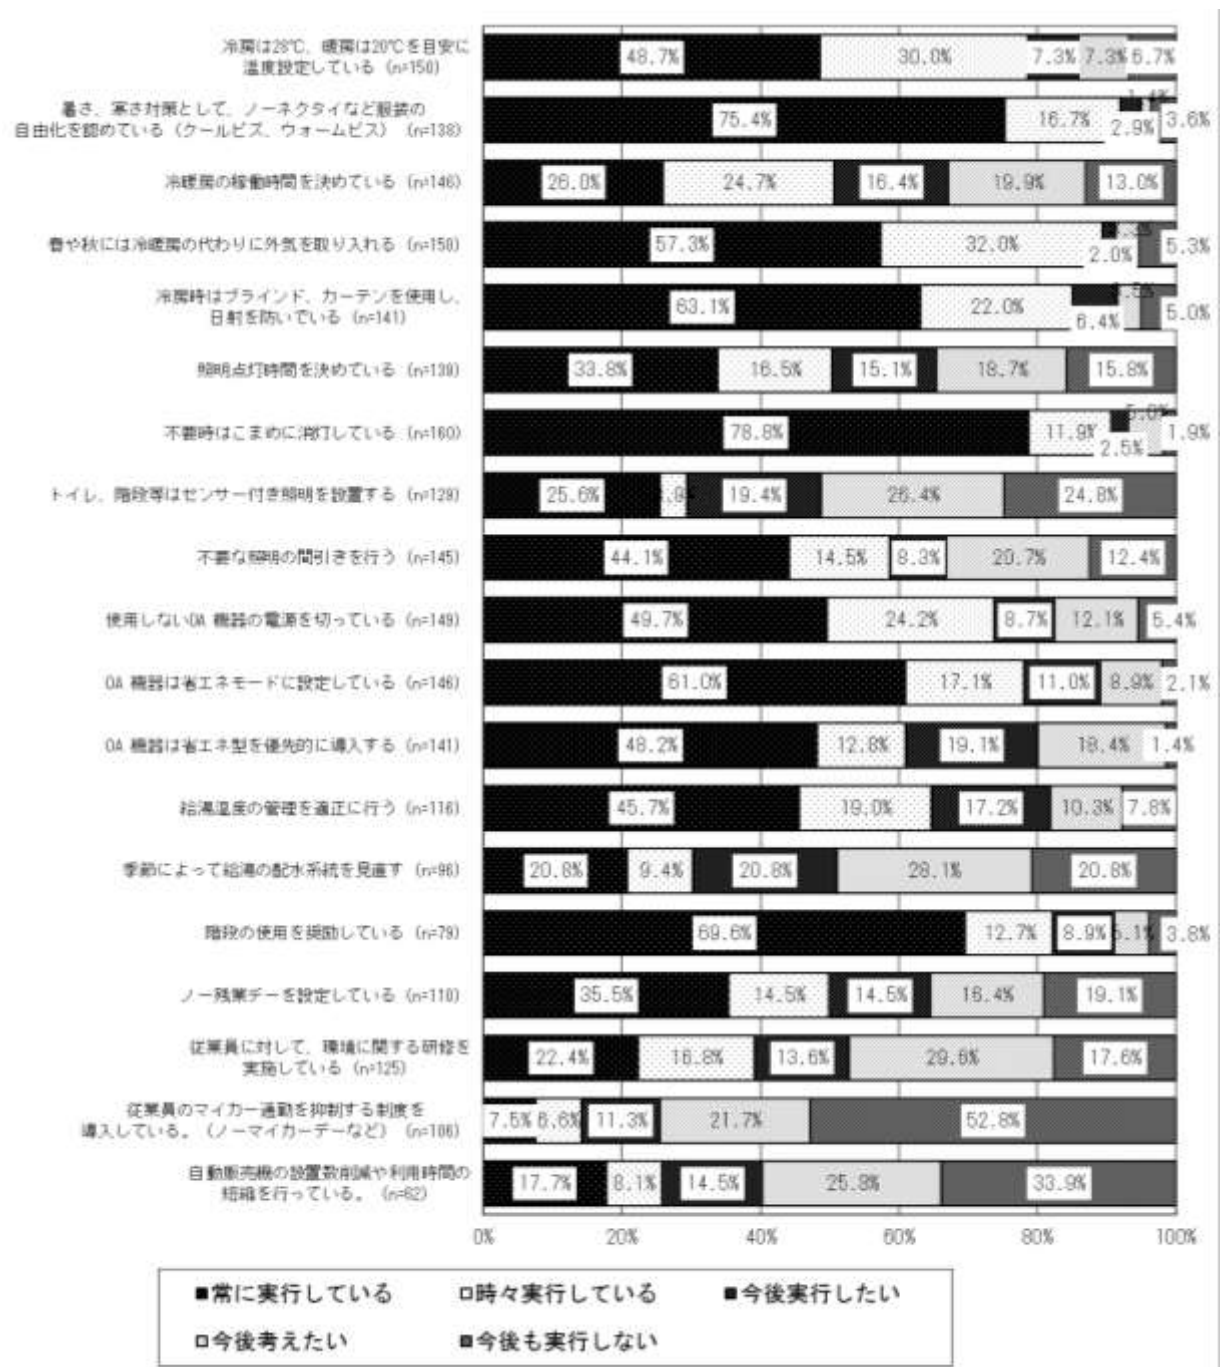 冷房は28℃、暖房は20℃を目安に
温度設定している (n=150)
48.7% 30.0% 7.3% 7.3% 6.7%
暑さ、寒さ対策として、ノーネクタイなど服装の
自由化を認めている (クールビズ、ウォームビズ) (n=138)
75.4% 16.7% 2.9% 1.4% 3.6%
冷暖房の稼働時間を決めている (n=146)
26.0% 24.7% 16.4% 19.9% 13.0%
春や秋には冷暖房の代わりに外気を取り入れる (n=150)
57.3% 32.0% 2.0% 5.3%
冷房時はブラインド、カーテンを使用し、
日射を防いでいる (n=141)
63.1% 22.0% 6.4% 5.0%
照明点灯時間を決めている (n=139)
33.8% 16.5% 15.1% 18.7% 15.8%
不要時はこまめに消灯している (n=160)
78.8% 11.9% 2.5% 5.0% 1.9%
トイレ、階段等はセンサー付き照明を設置する (n=129)
25.6% 19.4% 26.4% 24.8%
不要な照明の間引きを行う (n=145)
44.1% 14.5% 8.3% 20.7% 12.4%
使用しないOA 機器の電源を切っている (n=149)
49.7% 24.2% 8.7% 12.1% 5.4%
OA 機器は省エネモードに設定している (n=146)
61.0% 17.1% 11.0% 8.9% 2.1%
OA 機器は省エネ型を優先的に導入する (n=141)
48.2% 12.8% 19.1% 18.4% 1.4%
給湯温度の管理を適正に行う (n=116)
45.7% 19.0% 17.2% 10.3% 7.8%
季節によって給湯の配水系統を見直す (n=96)
20.8% 9.4% 20.8% 28.1% 20.8%
階段の使用を奨励している (n=79)
69.6% 12.7% 8.9% 5.1% 3.8%
ノー残業デーを設定している (n=110)
35.5% 14.5% 14.5% 16.4% 19.1%
従業員に対して、環境に関する研修を
実施している (n=125)
22.4% 16.8% 13.6% 29.6% 17.6%
従業員のマイカー通勤を抑制する制度を
導入している。(ノーマイカーデーなど) (n=106)
7.5% 6.6% 11.3% 21.7% 52.8%
自動販売機の設置数削減や利用時間の
短縮を行っている。 (n=62)
17.7% 8.1% 14.5% 25.8% 33.9%
0% 20% 40% 60% 80% 100%
■常に実行している □時々実行している ■今後実行したい
□今後考えたい ■今後も実行しない